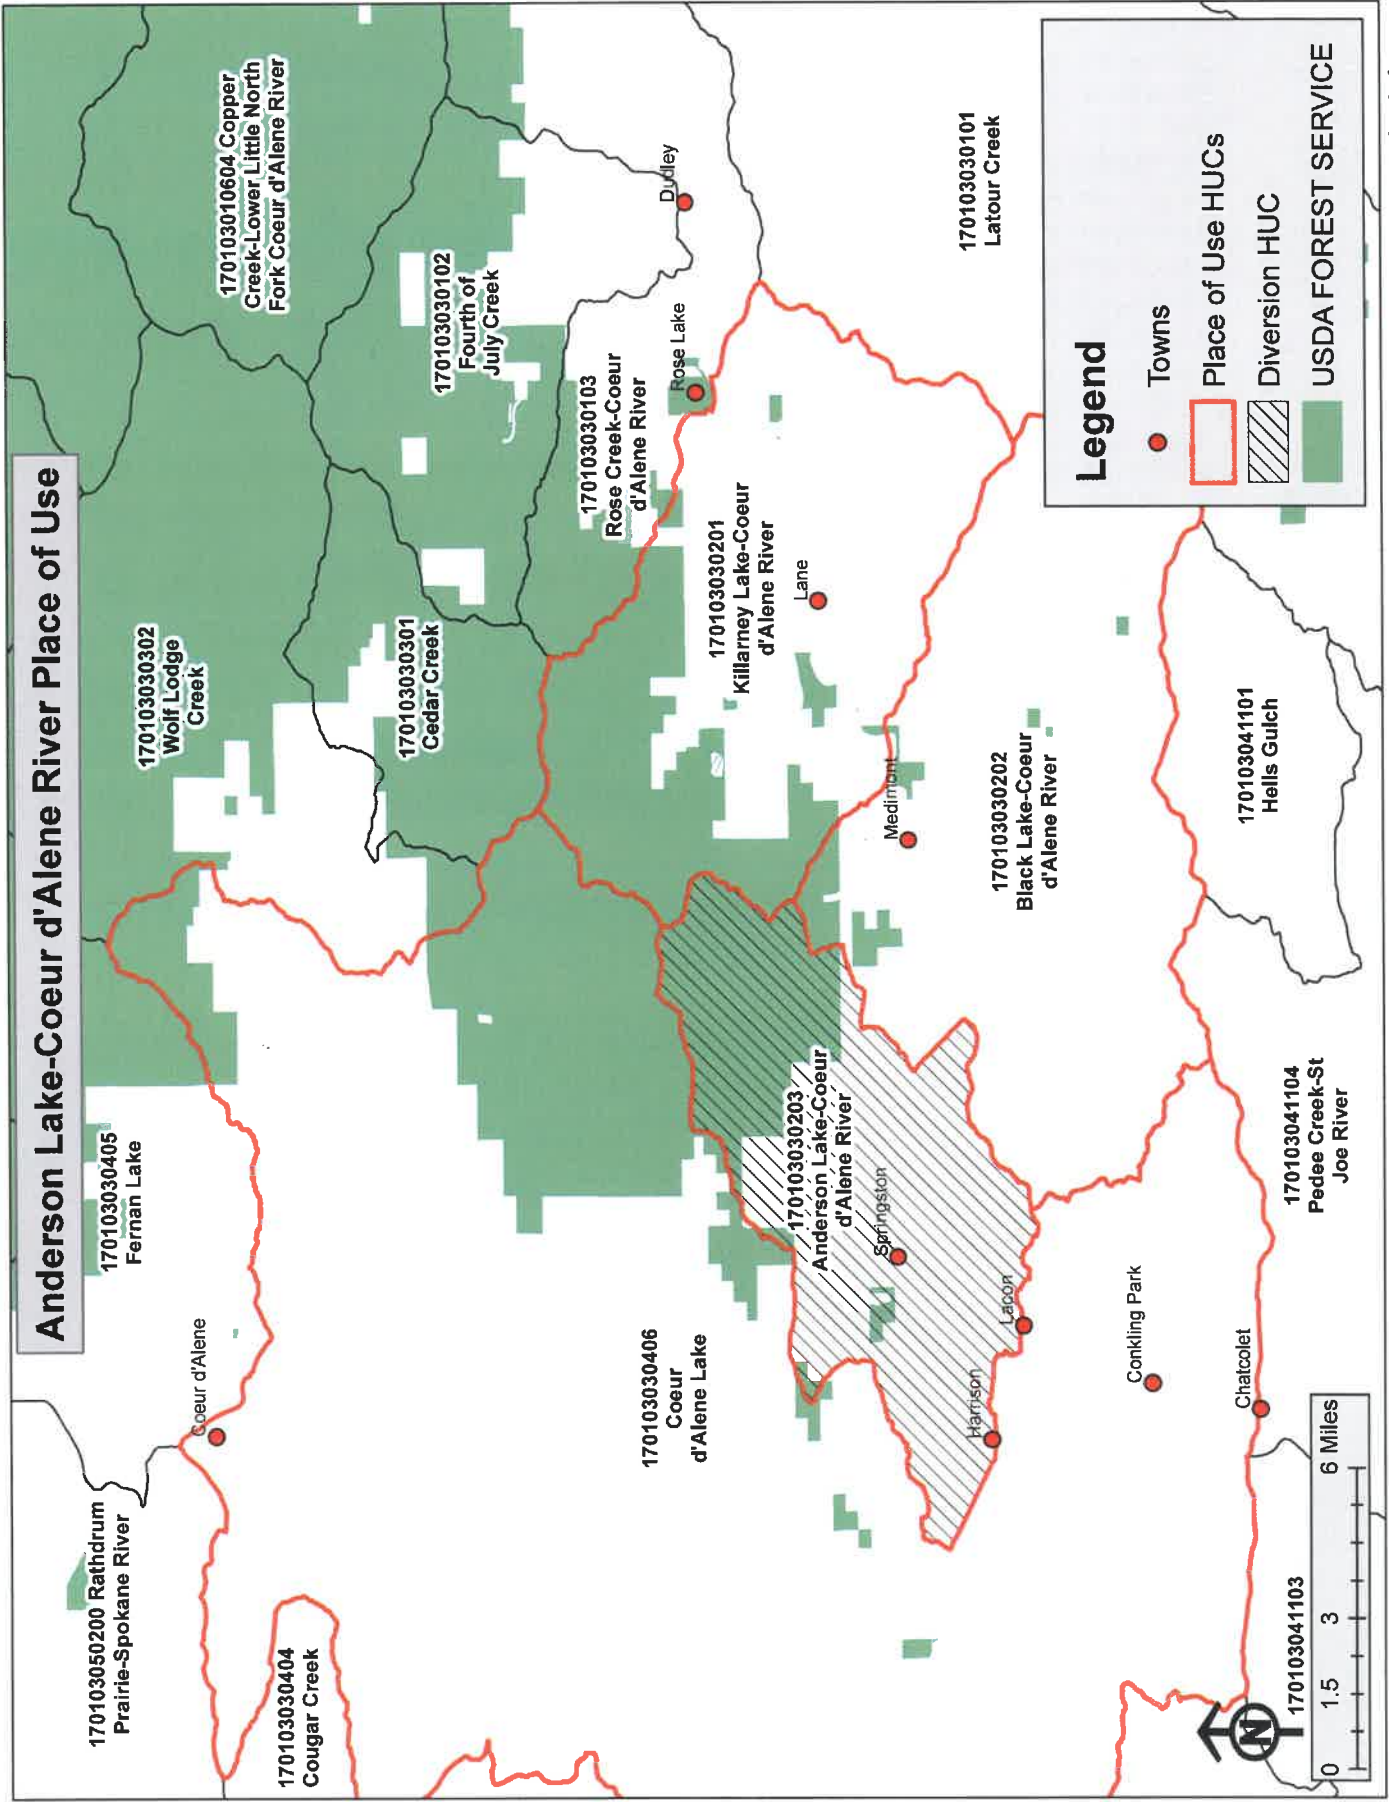 Anderson Lake-Coeur d'Alene River Place of Use
170103050200 Rathdrum
Prairie-Spokane River
170103030404
Cougar Creek
Coeur d'Alene
170103030405
Fernan Lake
170103030302
Wolf Lodge
Creek
170103010604 Copper
Creek-Lower Little North
Fork Coeur d'Alene River
170103030301
Cedar Creek
170103030102
Fourth of
July Creek
170103030103
Rose Creek-Coeur
d'Alene River
Dudley
Rose Lake
170103030406
Coeur
d'Alene Lake
170103030201
Killarney Lake-Coeur
d'Alene River
Lane
170103030203
Anderson Lake-Coeur
d'Alene River
Springston
Medimont
Harrison
Lacon
170103030202
Black Lake-Coeur
d'Alene River
170103030101
Latour Creek
Conkling Park
Chatcolet
170103041101
Hells Gulch
170103041104
Pedee Creek-St
Joe River
170103041103
N
0 1.5 3 6 Miles
Legend
Towns
Place of Use HUCs
Diversion HUC
USDA FOREST SERVICE